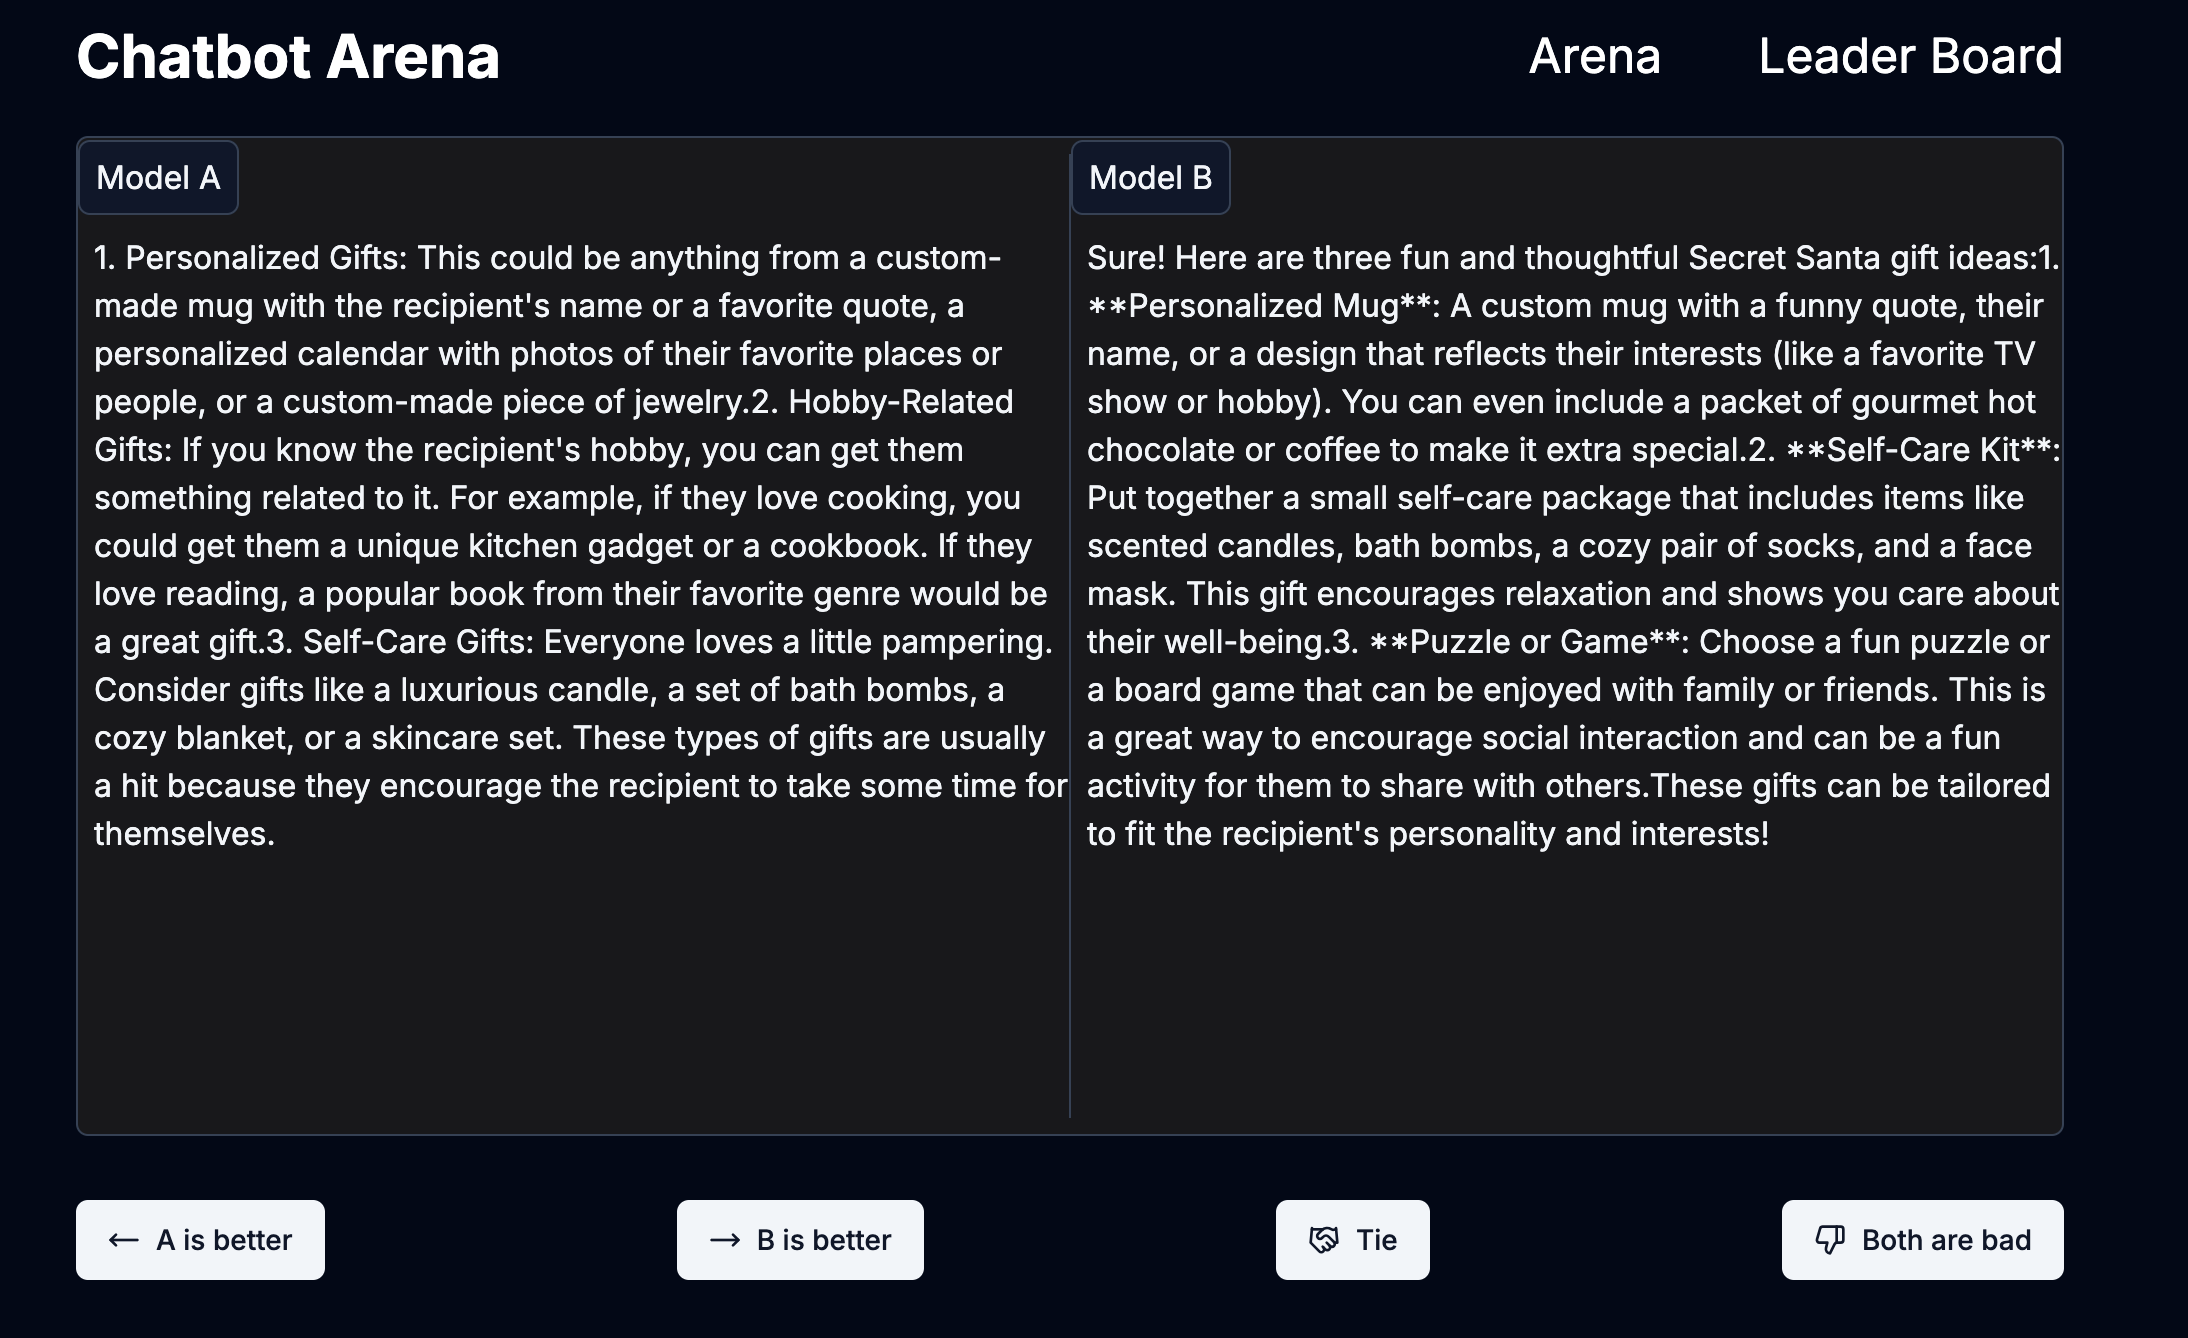 Chatbot Arena
Arena
Leader Board
Model A
1. Personalized Gifts: This could be anything from a custom-
made mug with the recipient's name or a favorite quote, a
personalized calendar with photos of their favorite places or
people, or a custom-made piece of jewelry.2. Hobby-Related
Gifts: If you know the recipient's hobby, you can get them
something related to it. For example, if they love cooking, you
could get them a unique kitchen gadget or a cookbook. If they
love reading, a popular book from their favorite genre would be
a great gift.3. Self-Care Gifts: Everyone loves a little pampering.
Consider gifts like a luxurious candle, a set of bath bombs, a
cozy blanket, or a skincare set. These types of gifts are usually
a hit because they encourage the recipient to take some time for
themselves.
Model B
Sure! Here are three fun and thoughtful Secret Santa gift ideas:1.
**Personalized Mug**: A custom mug with a funny quote, their
name, or a design that reflects their interests (like a favorite TV
show or hobby). You can even include a packet of gourmet hot
chocolate or coffee to make it extra special.2. **Self-Care Kit**:
Put together a small self-care package that includes items like
scented candles, bath bombs, a cozy pair of socks, and a face
mask. This gift encourages relaxation and shows you care about
their well-being.3. **Puzzle or Game**: Choose a fun puzzle or
a board game that can be enjoyed with family or friends. This is
a great way to encourage social interaction and can be a fun
activity for them to share with others.These gifts can be tailored
to fit the recipient's personality and interests!
← A is better
→ B is better
Tie
Both are bad